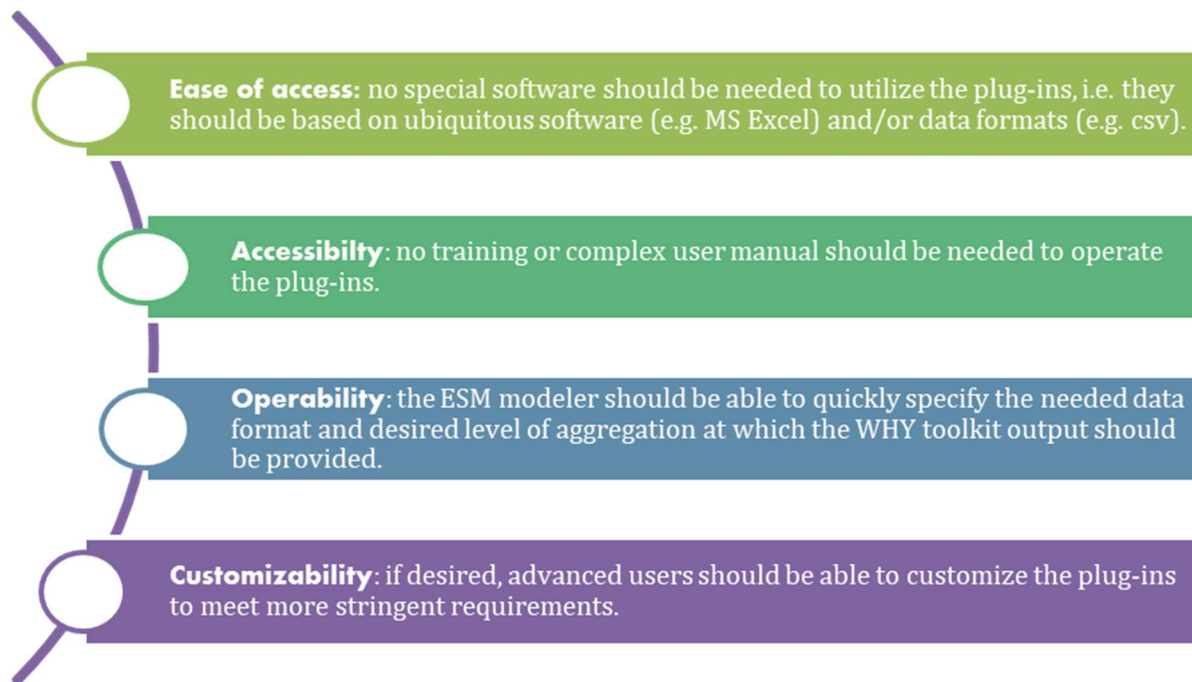 Ease of access: no special software should be needed to utilize the plug-ins, i.e. they
should be based on ubiquitous software (e.g. MS Excel) and/or data formats (e.g. csv).
Accessibilty: no training or complex user manual should be needed to operate
the plug-ins.
Operability: the ESM modeler should be able to quickly specify the needed data
format and desired level of aggregation at which the WHY toolkit output should
be provided.
Customizability: if desired, advanced users should be able to customize the plug-ins
to meet more stringent requirements.